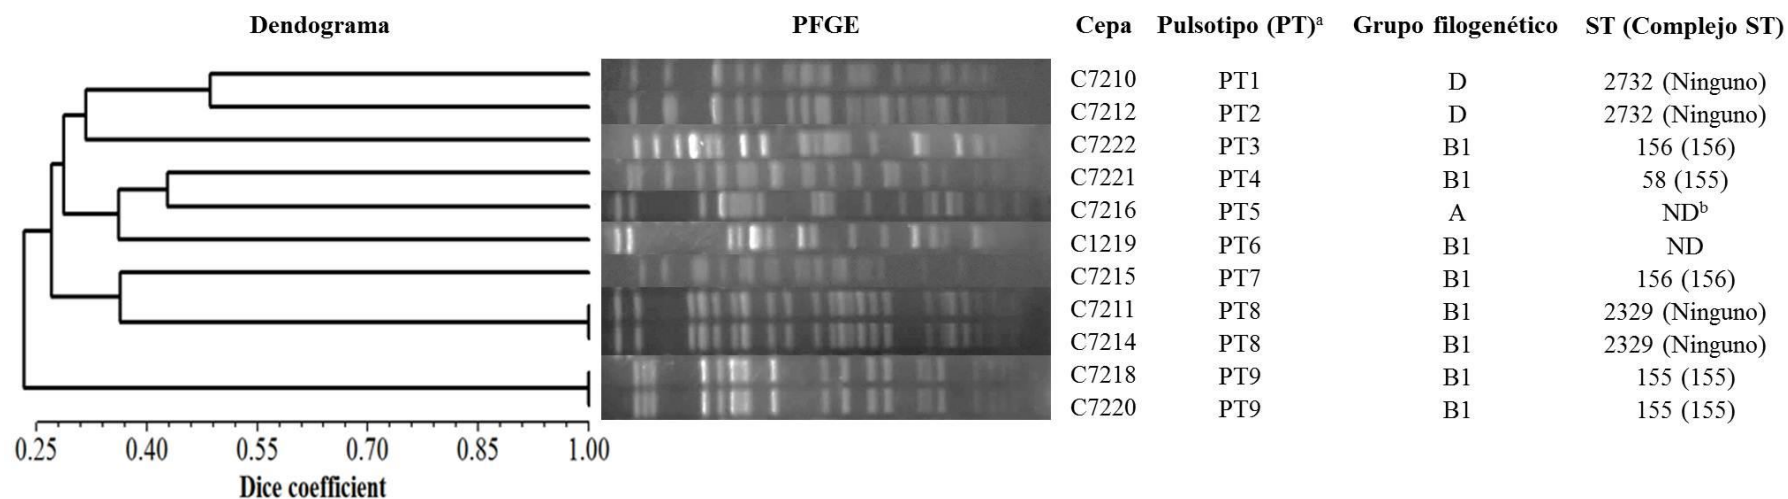 Dendograma PFGE Cepa Pulsotipo (PT)ᵃ Grupo filogenético ST (Complejo ST)
C7210 PT1 D 2732 (Ninguno)
C7212 PT2 D 2732 (Ninguno)
C7222 PT3 B1 156 (156)
C7221 PT4 B1 58 (155)
C7216 PT5 A NDᵇ
C1219 PT6 B1 ND
C7215 PT7 B1 156 (156)
C7211 PT8 B1 2329 (Ninguno)
C7214 PT8 B1 2329 (Ninguno)
C7218 PT9 B1 155 (155)
C7220 PT9 B1 155 (155)
0.25 0.40 0.55 0.70 0.85 1.00
Dice coefficient